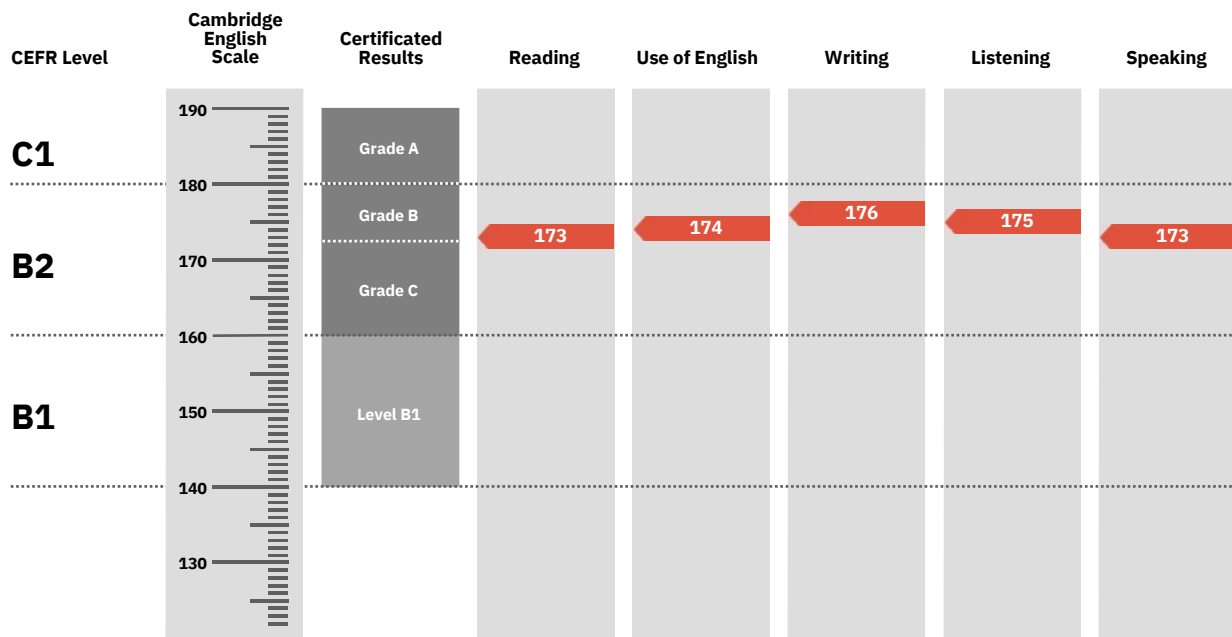 CEFR Level
Cambridge
English
Scale
Certificated
Results
Reading
Use of English
Writing
Listening
Speaking
190
C1
Grade A
180
Grade B
176
175
174
173
173
B2
170
Grade C
160
B1
150
Level B1
140
130